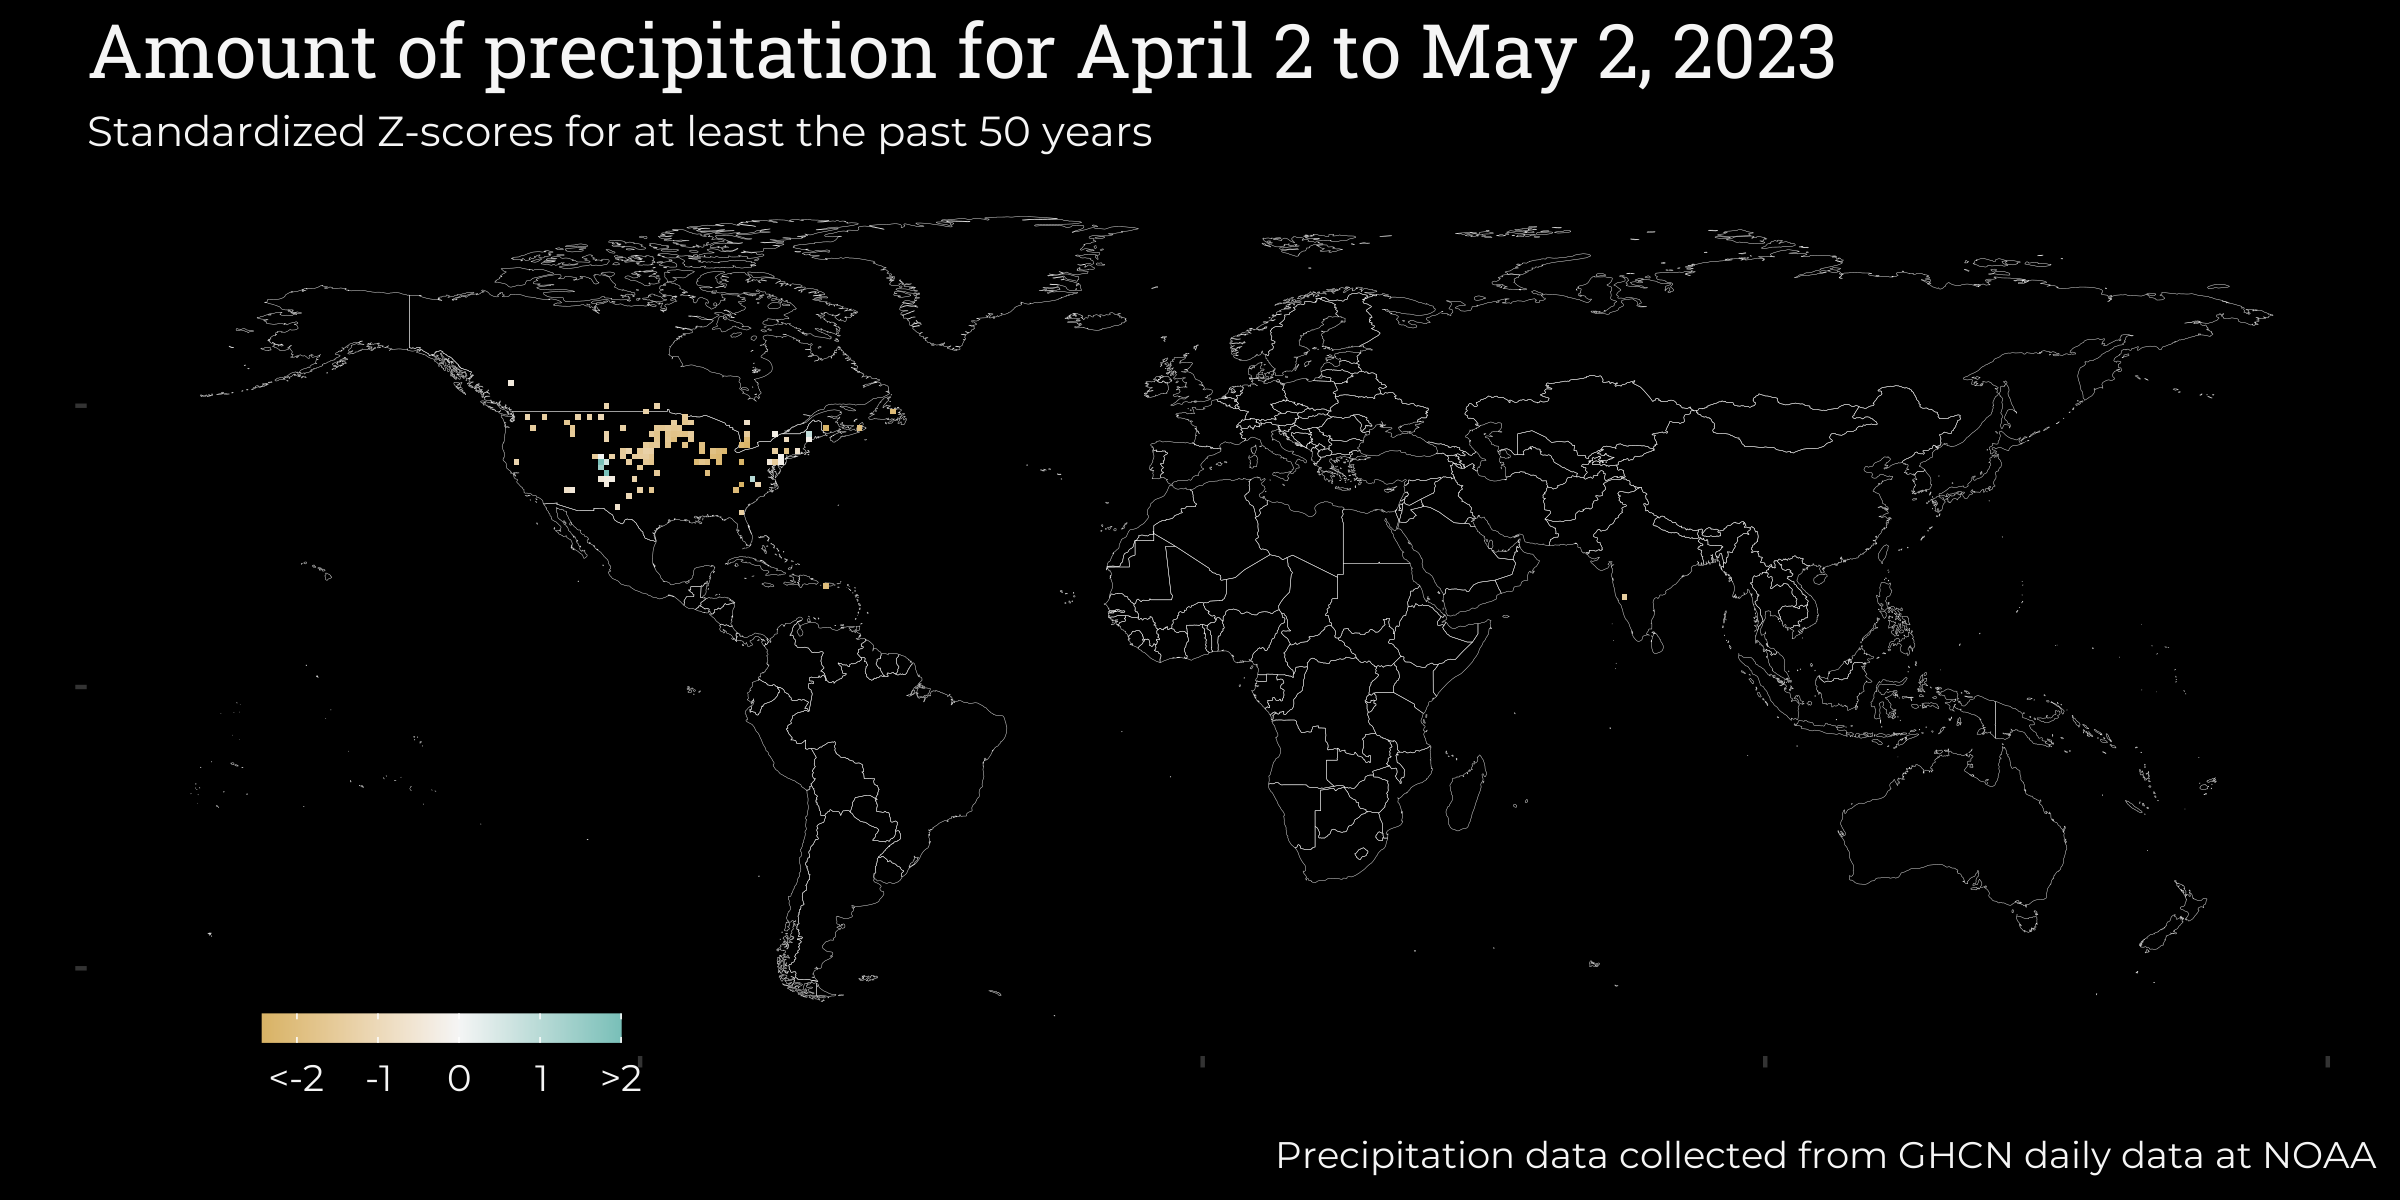 Amount of precipitation for April 2 to May 2, 2023
Standardized Z-scores for at least the past 50 years
<-2 -1 0 1 >2
Precipitation data collected from GHCN daily data at NOAA